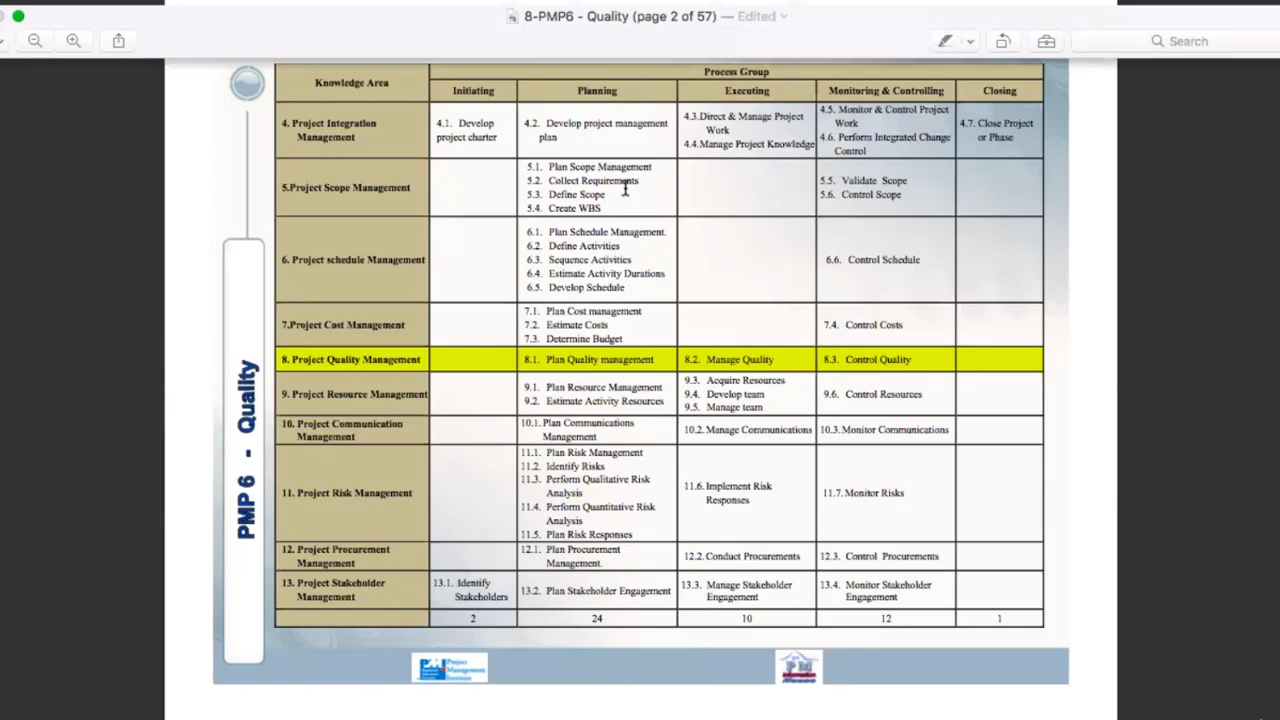 8-PMP6 - Quality (page 2 of 57) — Edited
Search
Knowledge Area
Process Group
Initiating
Planning
Executing
Monitoring & Controlling
Closing
4. Project Integration
Management
4.1. Develop
project charter
4.2. Develop project management
plan
4.3.Direct & Manage Project
Work
4.4.Manage Project Knowledge
4.5. Monitor & Control Project
Work
4.6. Perform Integrated Change
Control
4.7. Close Project
or Phase
5.Project Scope Management
5.1. Plan Scope Management
5.2. Collect Requirements
5.3. Define Scope
5.4. Create WBS
5.5. Validate Scope
5.6. Control Scope
6. Project schedule Management
6.1. Plan Schedule Management.
6.2. Define Activities
6.3. Sequence Activities
6.4. Estimate Activity Durations
6.5. Develop Schedule
6.6. Control Schedule
7.Project Cost Management
7.1. Plan Cost management
7.2. Estimate Costs
7.3. Determine Budget
7.4. Control Costs
8. Project Quality Management
8.1. Plan Quality management
8.2. Manage Quality
8.3. Control Quality
9. Project Resource Management
9.1. Plan Resource Management
9.2. Estimate Activity Resources
9.3. Acquire Resources
9.4. Develop team
9.5. Manage team
9.6. Control Resources
10. Project Communication
Management
10.1. Plan Communications
Management
10.2. Manage Communications
10.3. Monitor Communications
11. Project Risk Management
11.1. Plan Risk Management
11.2. Identify Risks
11.3. Perform Qualitative Risk
Analysis
11.4. Perform Quantitative Risk
Analysis
11.5. Plan Risk Responses
11.6. Implement Risk
Responses
11.7. Monitor Risks
12. Project Procurement
Management
12.1. Plan Procurement
Management.
12.2. Conduct Procurements
12.3. Control Procurements
13. Project Stakeholder
Management
13.1. Identify
Stakeholders
13.2. Plan Stakeholder Engagement
13.3. Manage Stakeholder
Engagement
13.4. Monitor Stakeholder
Engagement
2
24
10
12
1
PMP 6 - Quality
Project
Management
Institute
PM